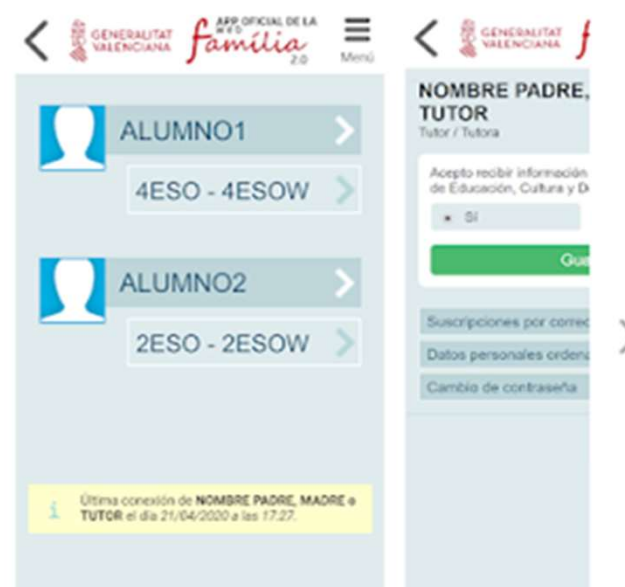 GENERALITAT
VALENCIANA
APP OFICIAL DE LA
WEB
família
2.0
Menú
ALUMNO1
4ESO - 4ESOW
ALUMNO2
2ESO - 2ESOW
i Última conexión de NOMBRE PADRE, MADRE o
TUTOR el día 21/04/2020 a las 17:27.
GENERALITAT
VALENCIANA
f
NOMBRE PADRE,
TUTOR
Tutor / Tutora
Acepto recibir información
de Educación, Cultura y D
Sí
Gua
Suscripciones por correo
Datos personales ordena
Cambio de contraseña